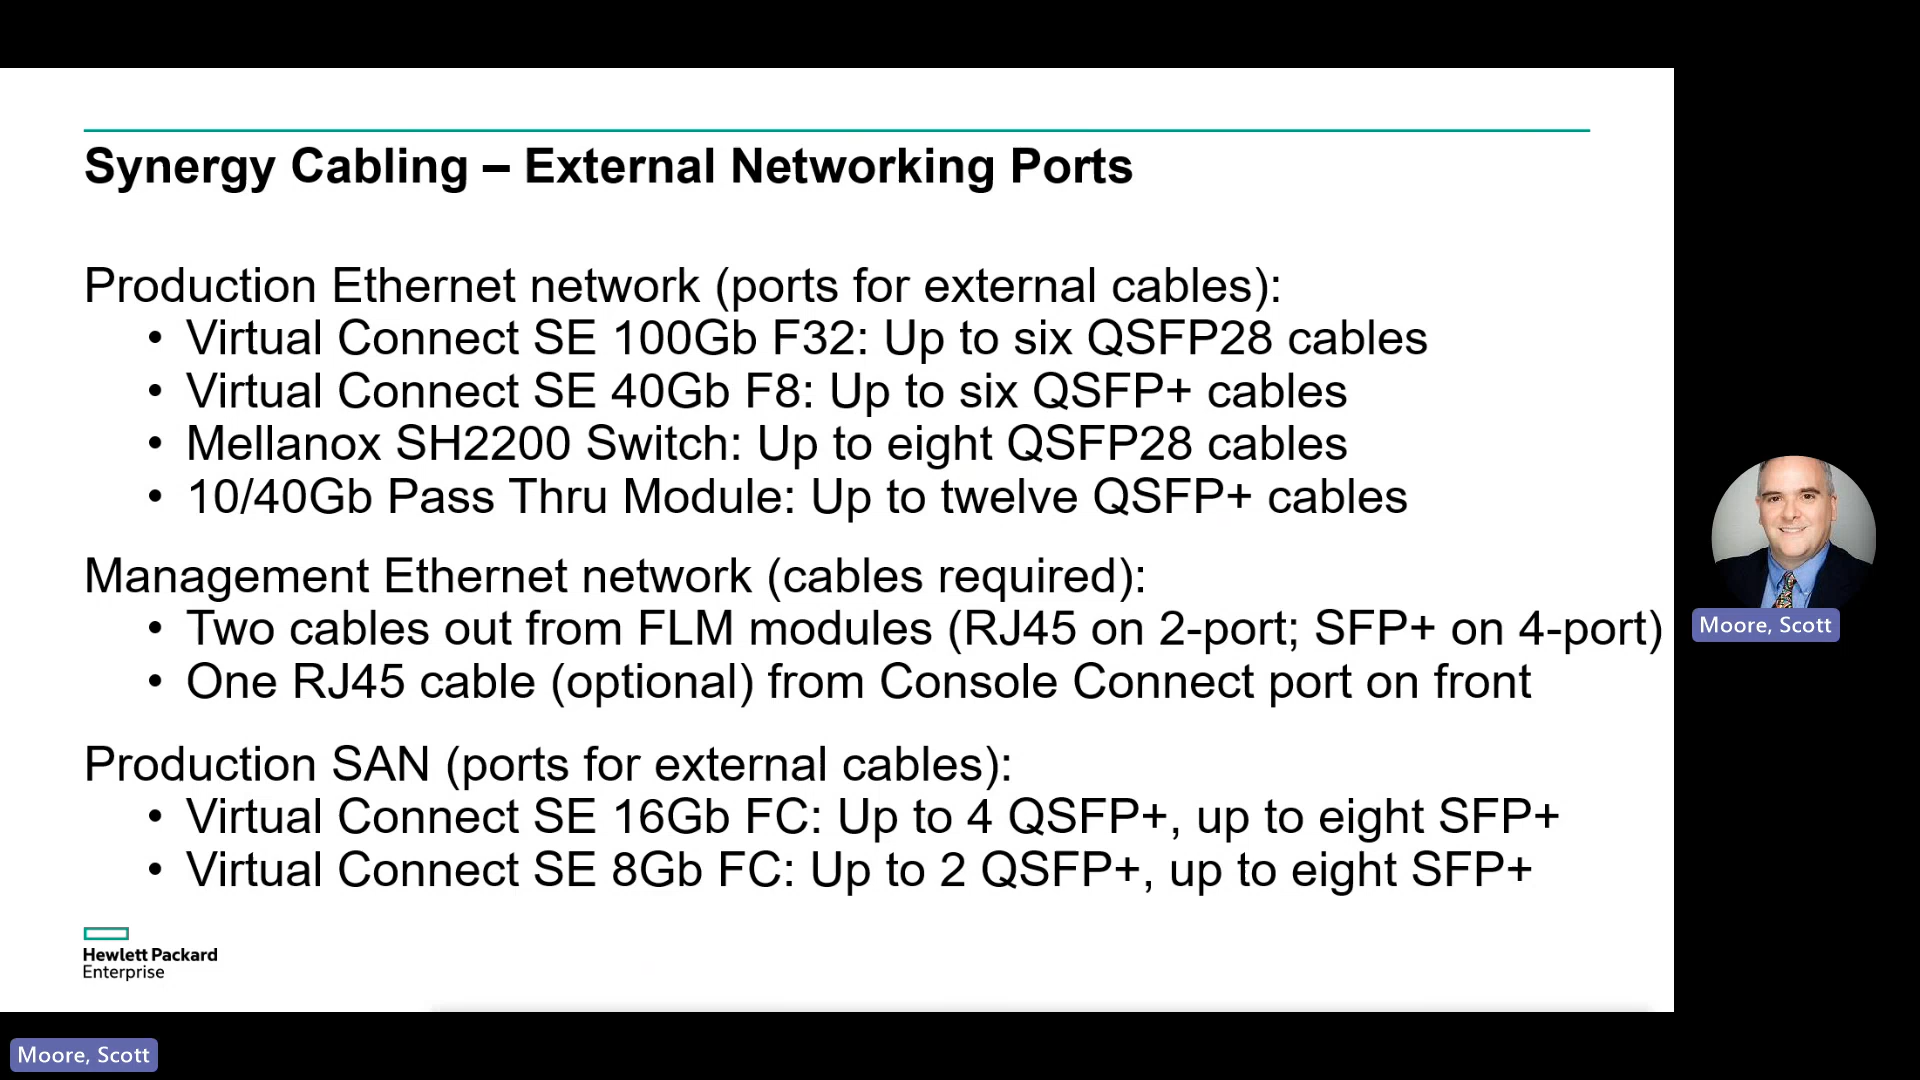 Synergy Cabling – External Networking Ports
Production Ethernet network (ports for external cables):
• Virtual Connect SE 100Gb F32: Up to six QSFP28 cables
• Virtual Connect SE 40Gb F8: Up to six QSFP+ cables
• Mellanox SH2200 Switch: Up to eight QSFP28 cables
• 10/40Gb Pass Thru Module: Up to twelve QSFP+ cables
Management Ethernet network (cables required):
• Two cables out from FLM modules (RJ45 on 2-port; SFP+ on 4-port)
• One RJ45 cable (optional) from Console Connect port on front
Production SAN (ports for external cables):
• Virtual Connect SE 16Gb FC: Up to 4 QSFP+, up to eight SFP+
• Virtual Connect SE 8Gb FC: Up to 2 QSFP+, up to eight SFP+
Hewlett Packard
Enterprise
Moore, Scott
Moore, Scott